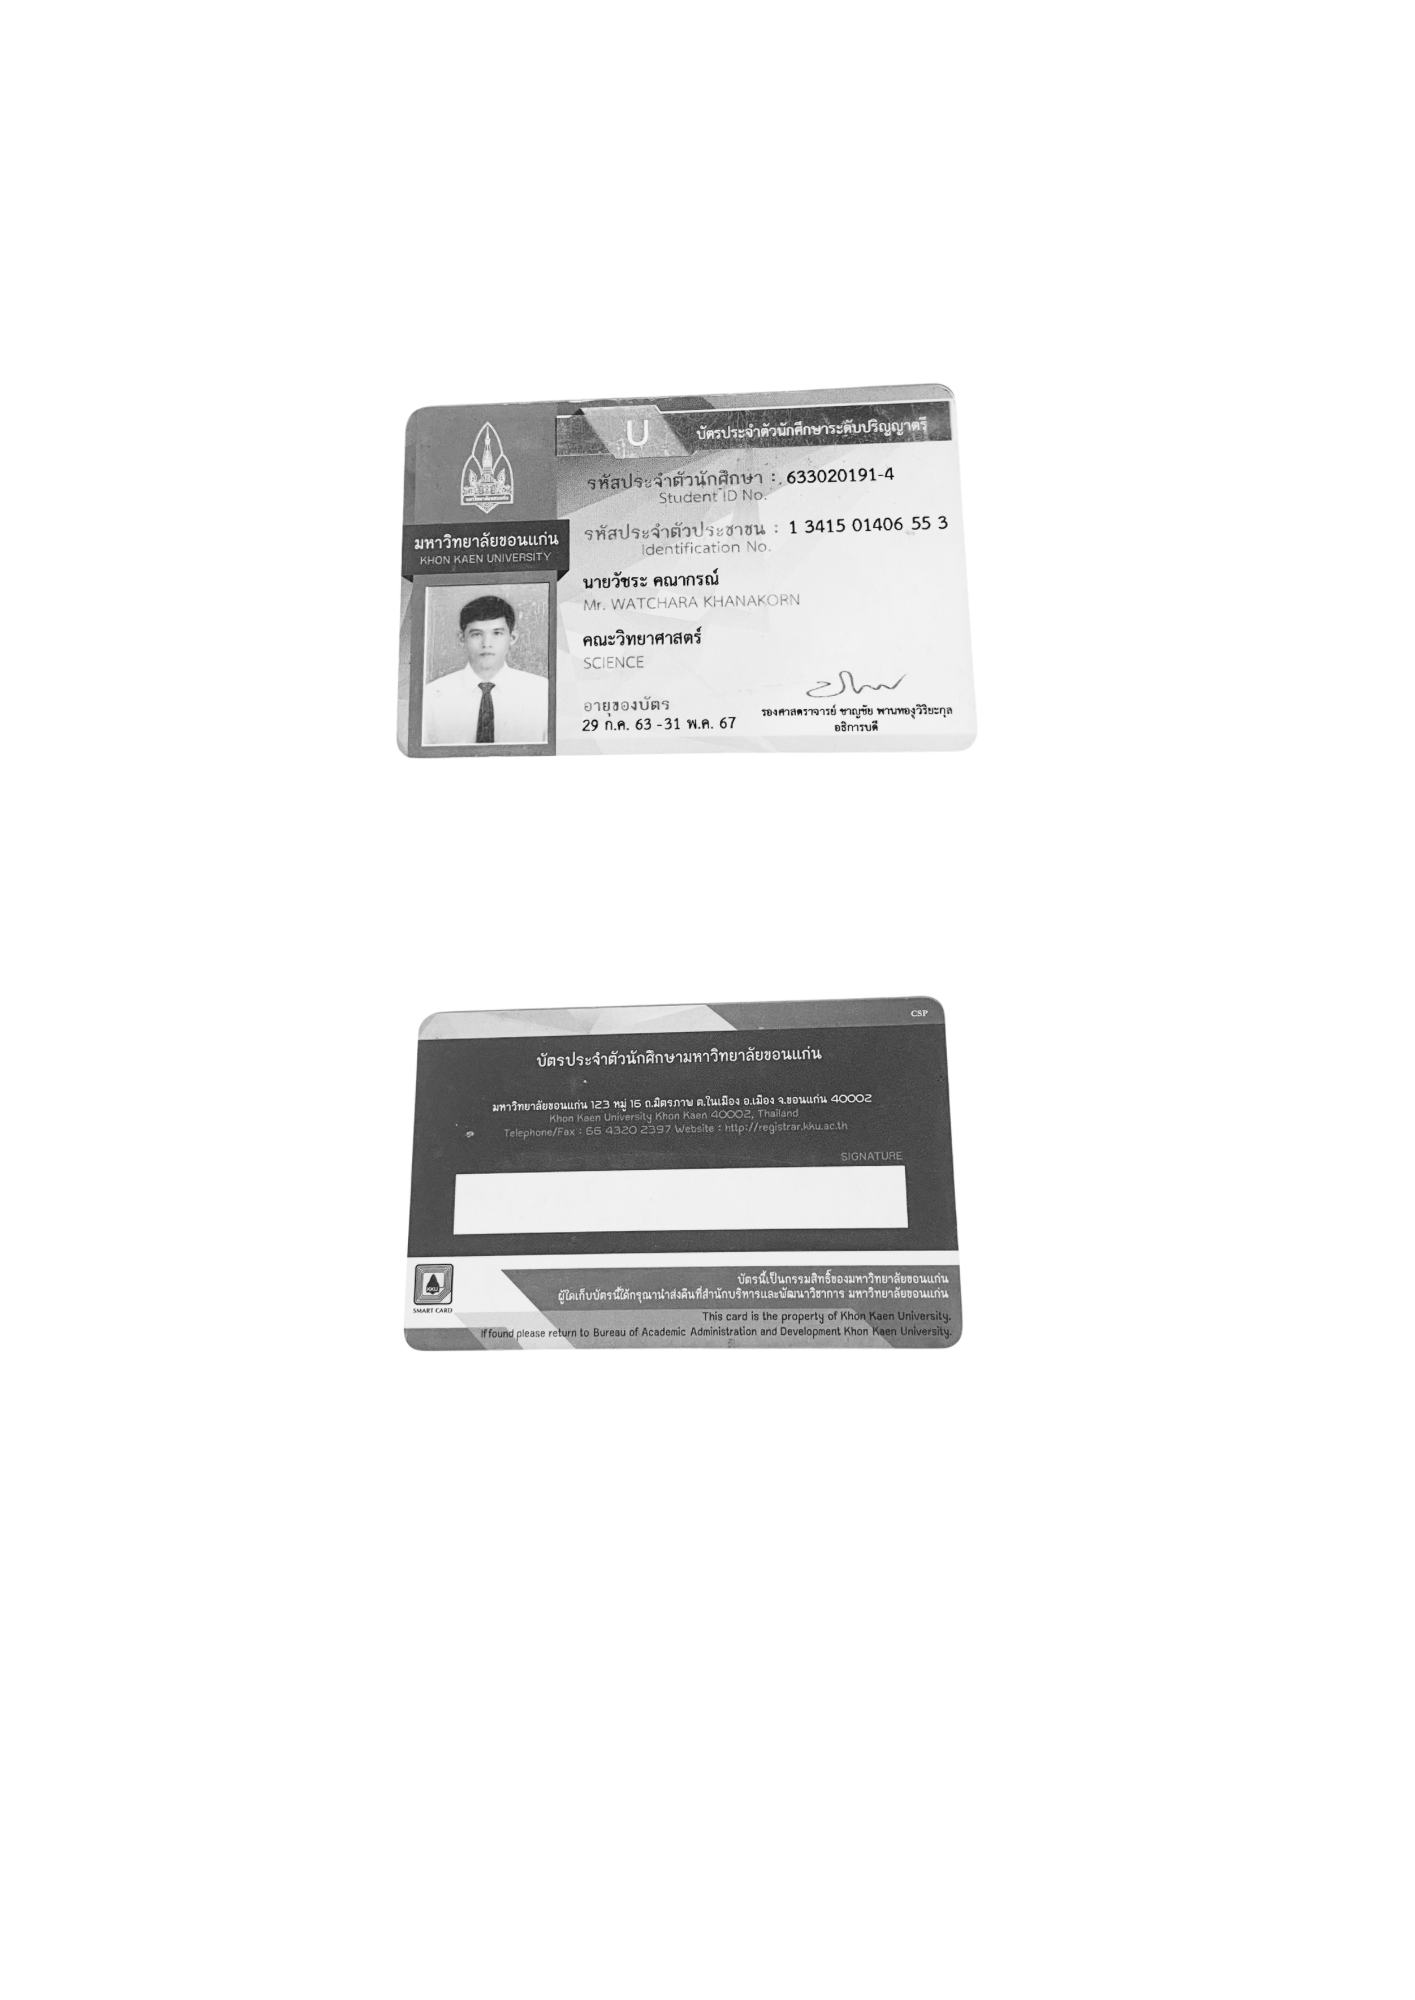 U
บัตรประจำตัวนักศึกษาระดับปริญญาตรี
มหาวิทยาลัยขอนแก่น
KHON KAEN UNIVERSITY
รหัสประจำตัวนักศึกษา : 633020191-4
Student ID No.
รหัสประจำตัวประชาชน : 1 3415 01406 55 3
Identification No.
นายวัชระ คณากรณ์
Mr. WATCHARA KHANAKORN
คณะวิทยาศาสตร์
SCIENCE
อายุของบัตร
29 ก.ค. 63 -31 พ.ค. 67
รองศาสตราจารย์ ชาญชัย พานทองวิริยะกุล
อธิการบดี
CSP
บัตรประจำตัวนักศึกษามหาวิทยาลัยขอนแก่น
มหาวิทยาลัยขอนแก่น 123 หมู่ 16 ถ.มิตรภาพ ต.ในเมือง อ.เมือง จ.ขอนแก่น 40002
Khon Kaen University Khon Kaen 40002, Thailand
Telephone/Fax : 66 4320 2397 Website : http://registrar.kku.ac.th
SIGNATURE
KKU
SMART CARD
บัตรนี้เป็นกรรมสิทธิ์ของมหาวิทยาลัยขอนแก่น
ผู้ใดเก็บบัตรนี้ได้กรุณานำส่งคืนที่สำนักบริหารและพัฒนาวิชาการ มหาวิทยาลัยขอนแก่น
This card is the property of Khon Kaen University.
If found please return to Bureau of Academic Administration and Development Khon Kaen University.